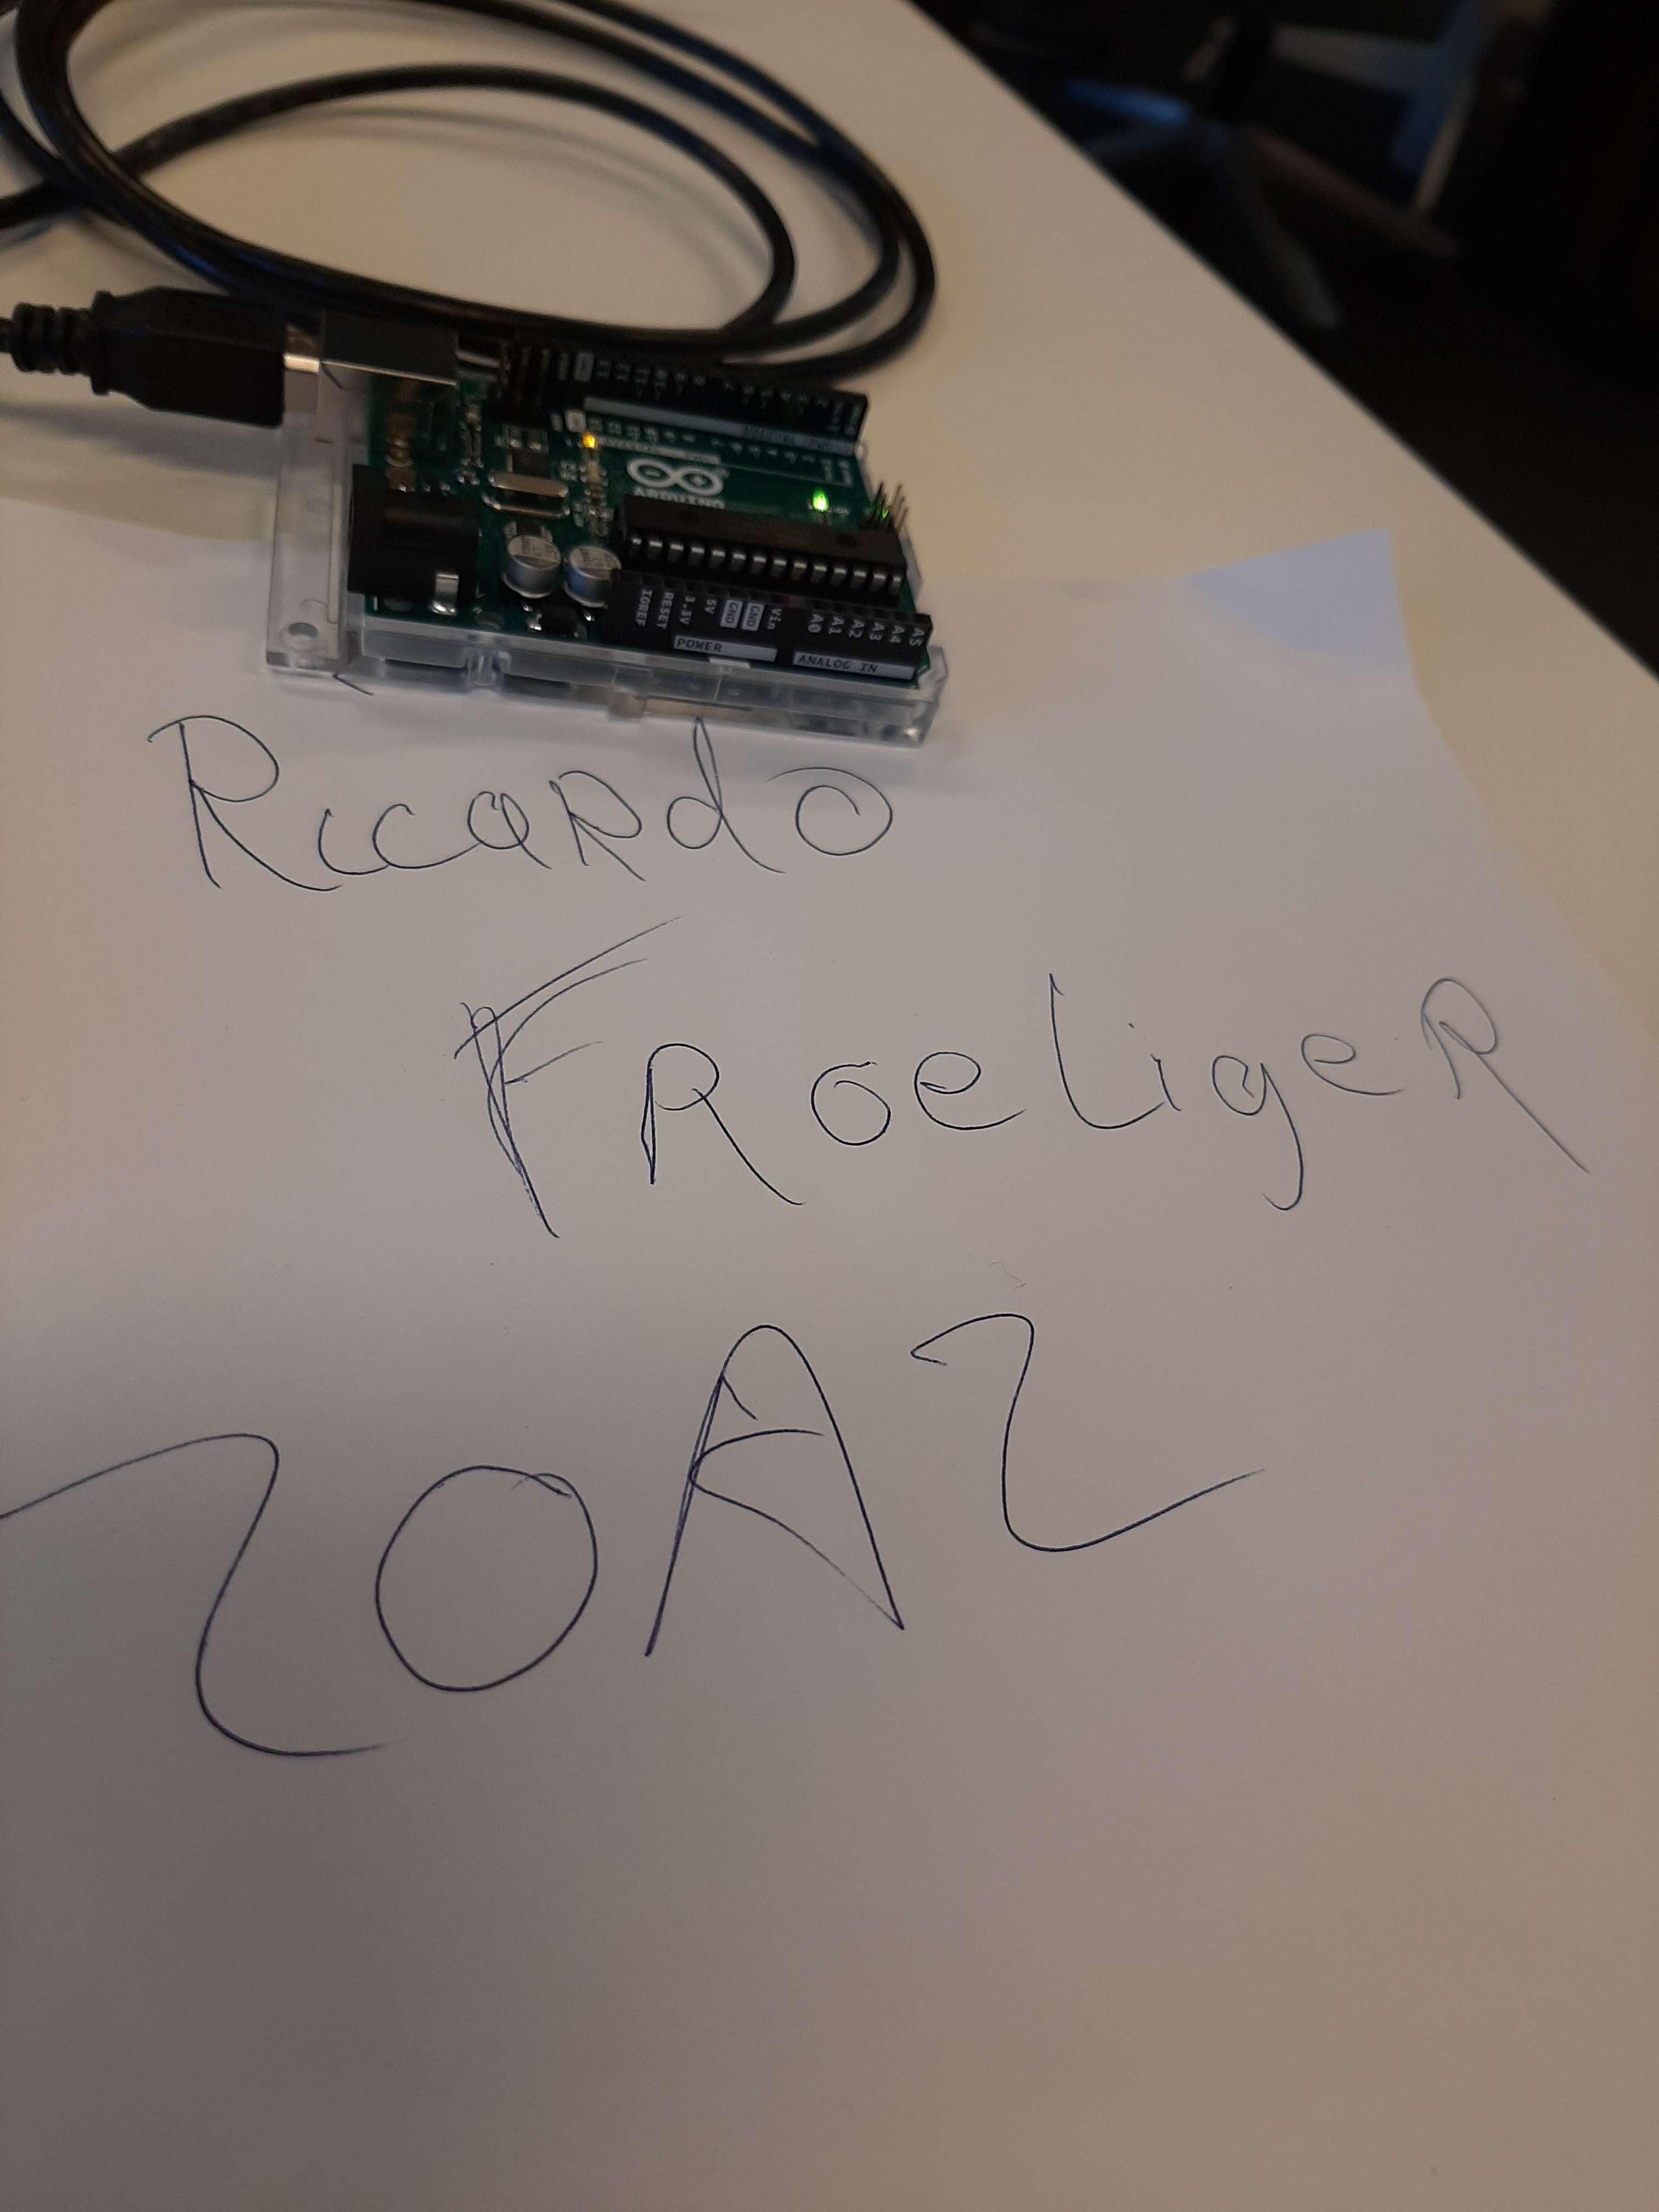 ARDUINO
IOREF RESET 3.3V 5V GND GND Vin A0 A1 A2 A3 A4 A5
POWER ANALOG IN
Ricardo
Froeliger
20A2